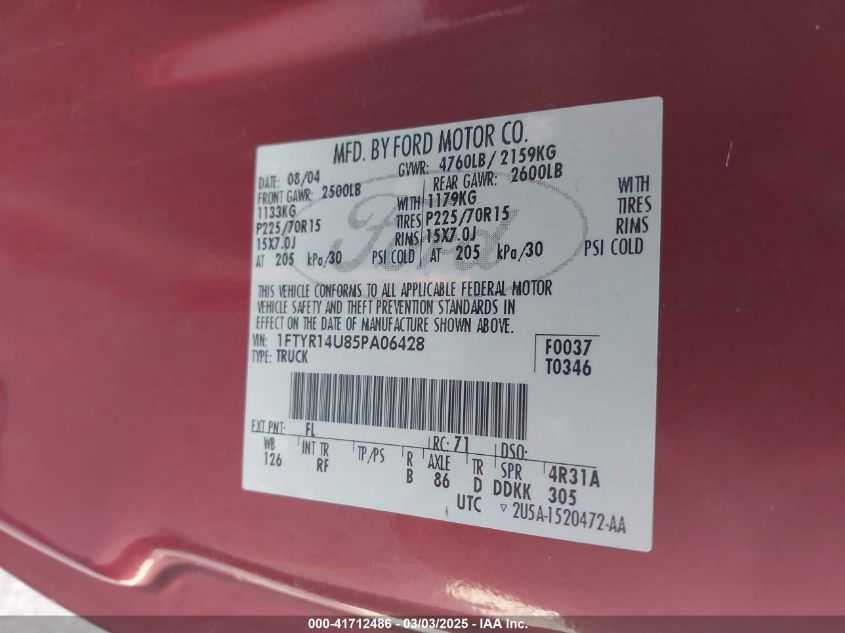 MFD. BY FORD MOTOR CO.
DATE: 08/04 GVWR: 4760LB/ 2159KG
FRONT GAWR: 2500LB REAR GAWR: 2600LB
1133KG WITH 1179KG WITH
P225/70R15 TIRES P225/70R15 TIRES
15X7.0J RIMS 15X7.0J RIMS
AT 205 kPa/30 PSI COLD AT 205 kPa/30 PSI COLD
Ford
THIS VEHICLE CONFORMS TO ALL APPLICABLE FEDERAL MOTOR
VEHICLE SAFETY AND THEFT PREVENTION STANDARDS IN
EFFECT ON THE DATE OF MANUFACTURE SHOWN ABOVE.
VIN: 1FTYR14U85PA06428
TYPE: TRUCK
F0037
T0346
EXT PNT: FL RC: 71 DSO:
WB INT TR TP/PS R AXLE TR SPR 4R31A
126 RF B 86 D DDKK 305
UTC ▽ 2U5A-1520472-AA
000-41712486 - 03/03/2025 - IAA, Inc.